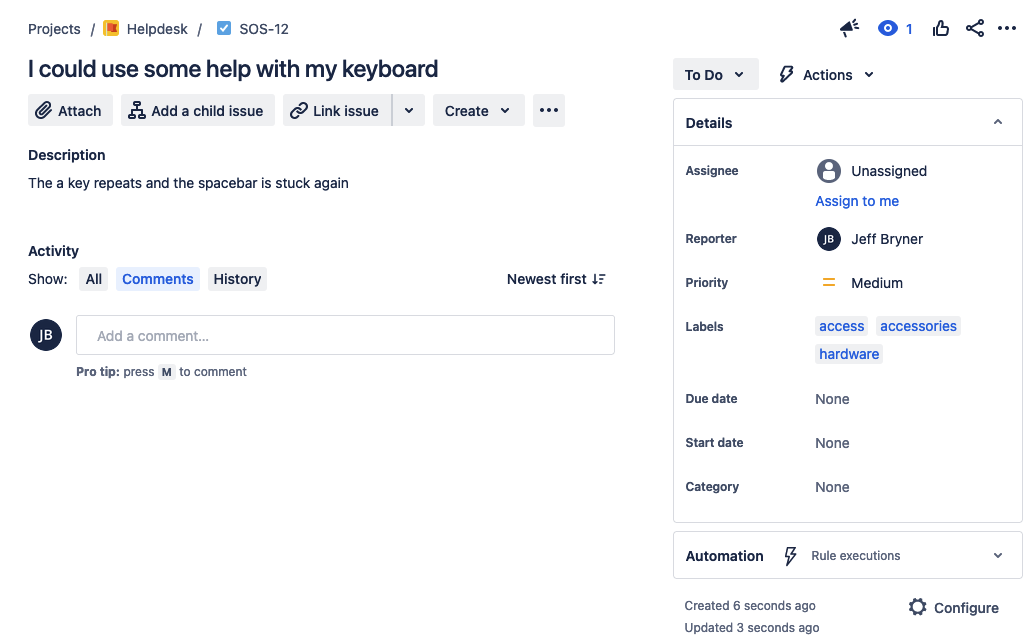 Projects / Helpdesk / SOS-12
1
I could use some help with my keyboard
Attach Add a child issue Link issue Create
Description
The a key repeats and the spacebar is stuck again
Activity
Show: All Comments History Newest first
JB Add a comment...
Pro tip: press M to comment
To Do Actions
Details
Assignee Unassigned
Assign to me
Reporter JB Jeff Bryner
Priority Medium
Labels access accessories
hardware
Due date None
Start date None
Category None
Automation Rule executions
Created 6 seconds ago Configure
Updated 3 seconds ago